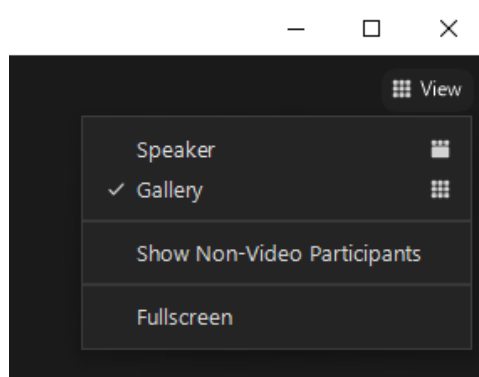 View
Speaker
Gallery
Show Non-Video Participants
Fullscreen